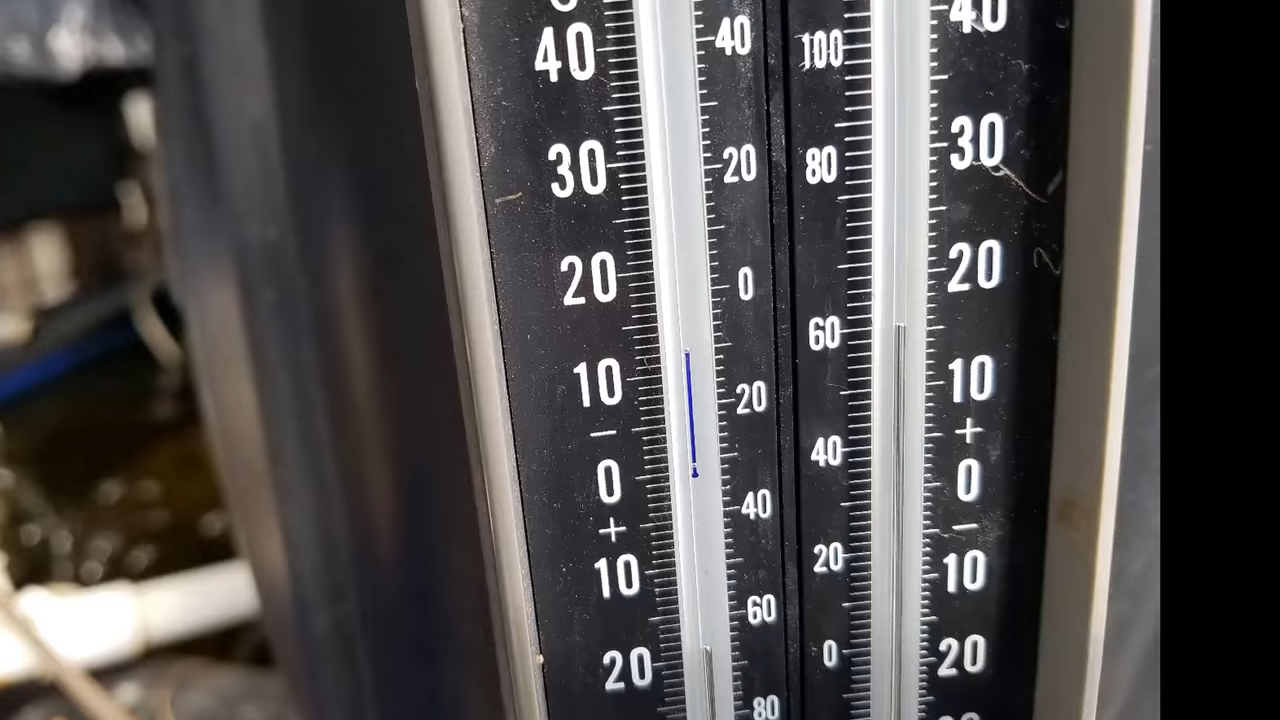 40 40 100 40
30 20 80 30
20 0 60 20
10 20 40 10
− +
0 40 20 0
+ −
10 60 0 10
20 80 20